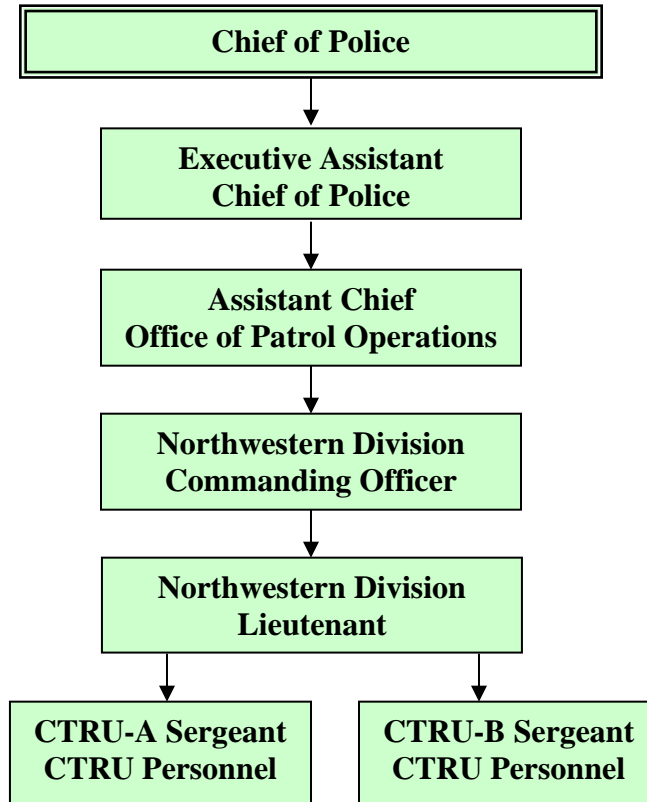 Chief of Police
Executive Assistant
Chief of Police
Assistant Chief
Office of Patrol Operations
Northwestern Division
Commanding Officer
Northwestern Division
Lieutenant
CTRU-A Sergeant
CTRU Personnel
CTRU-B Sergeant
CTRU Personnel